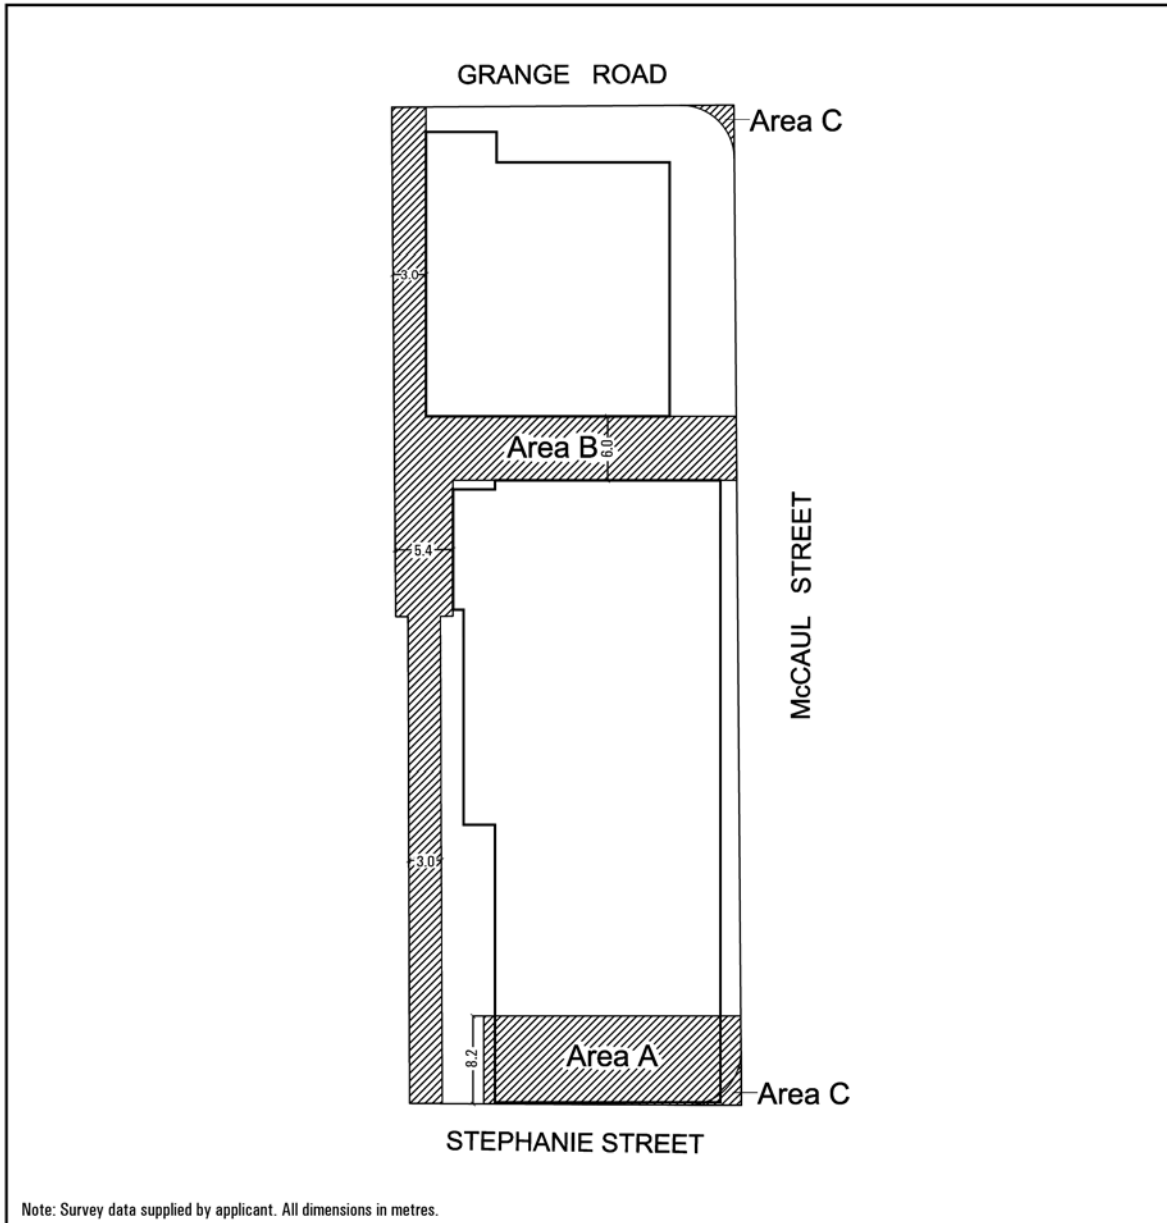 GRANGE ROAD
Area C
3.0
Area B
6.0
5.4
McCAUL STREET
3.0
8.2
Area A
Area C
STEPHANIE STREET
Note: Survey data supplied by applicant. All dimensions in metres.